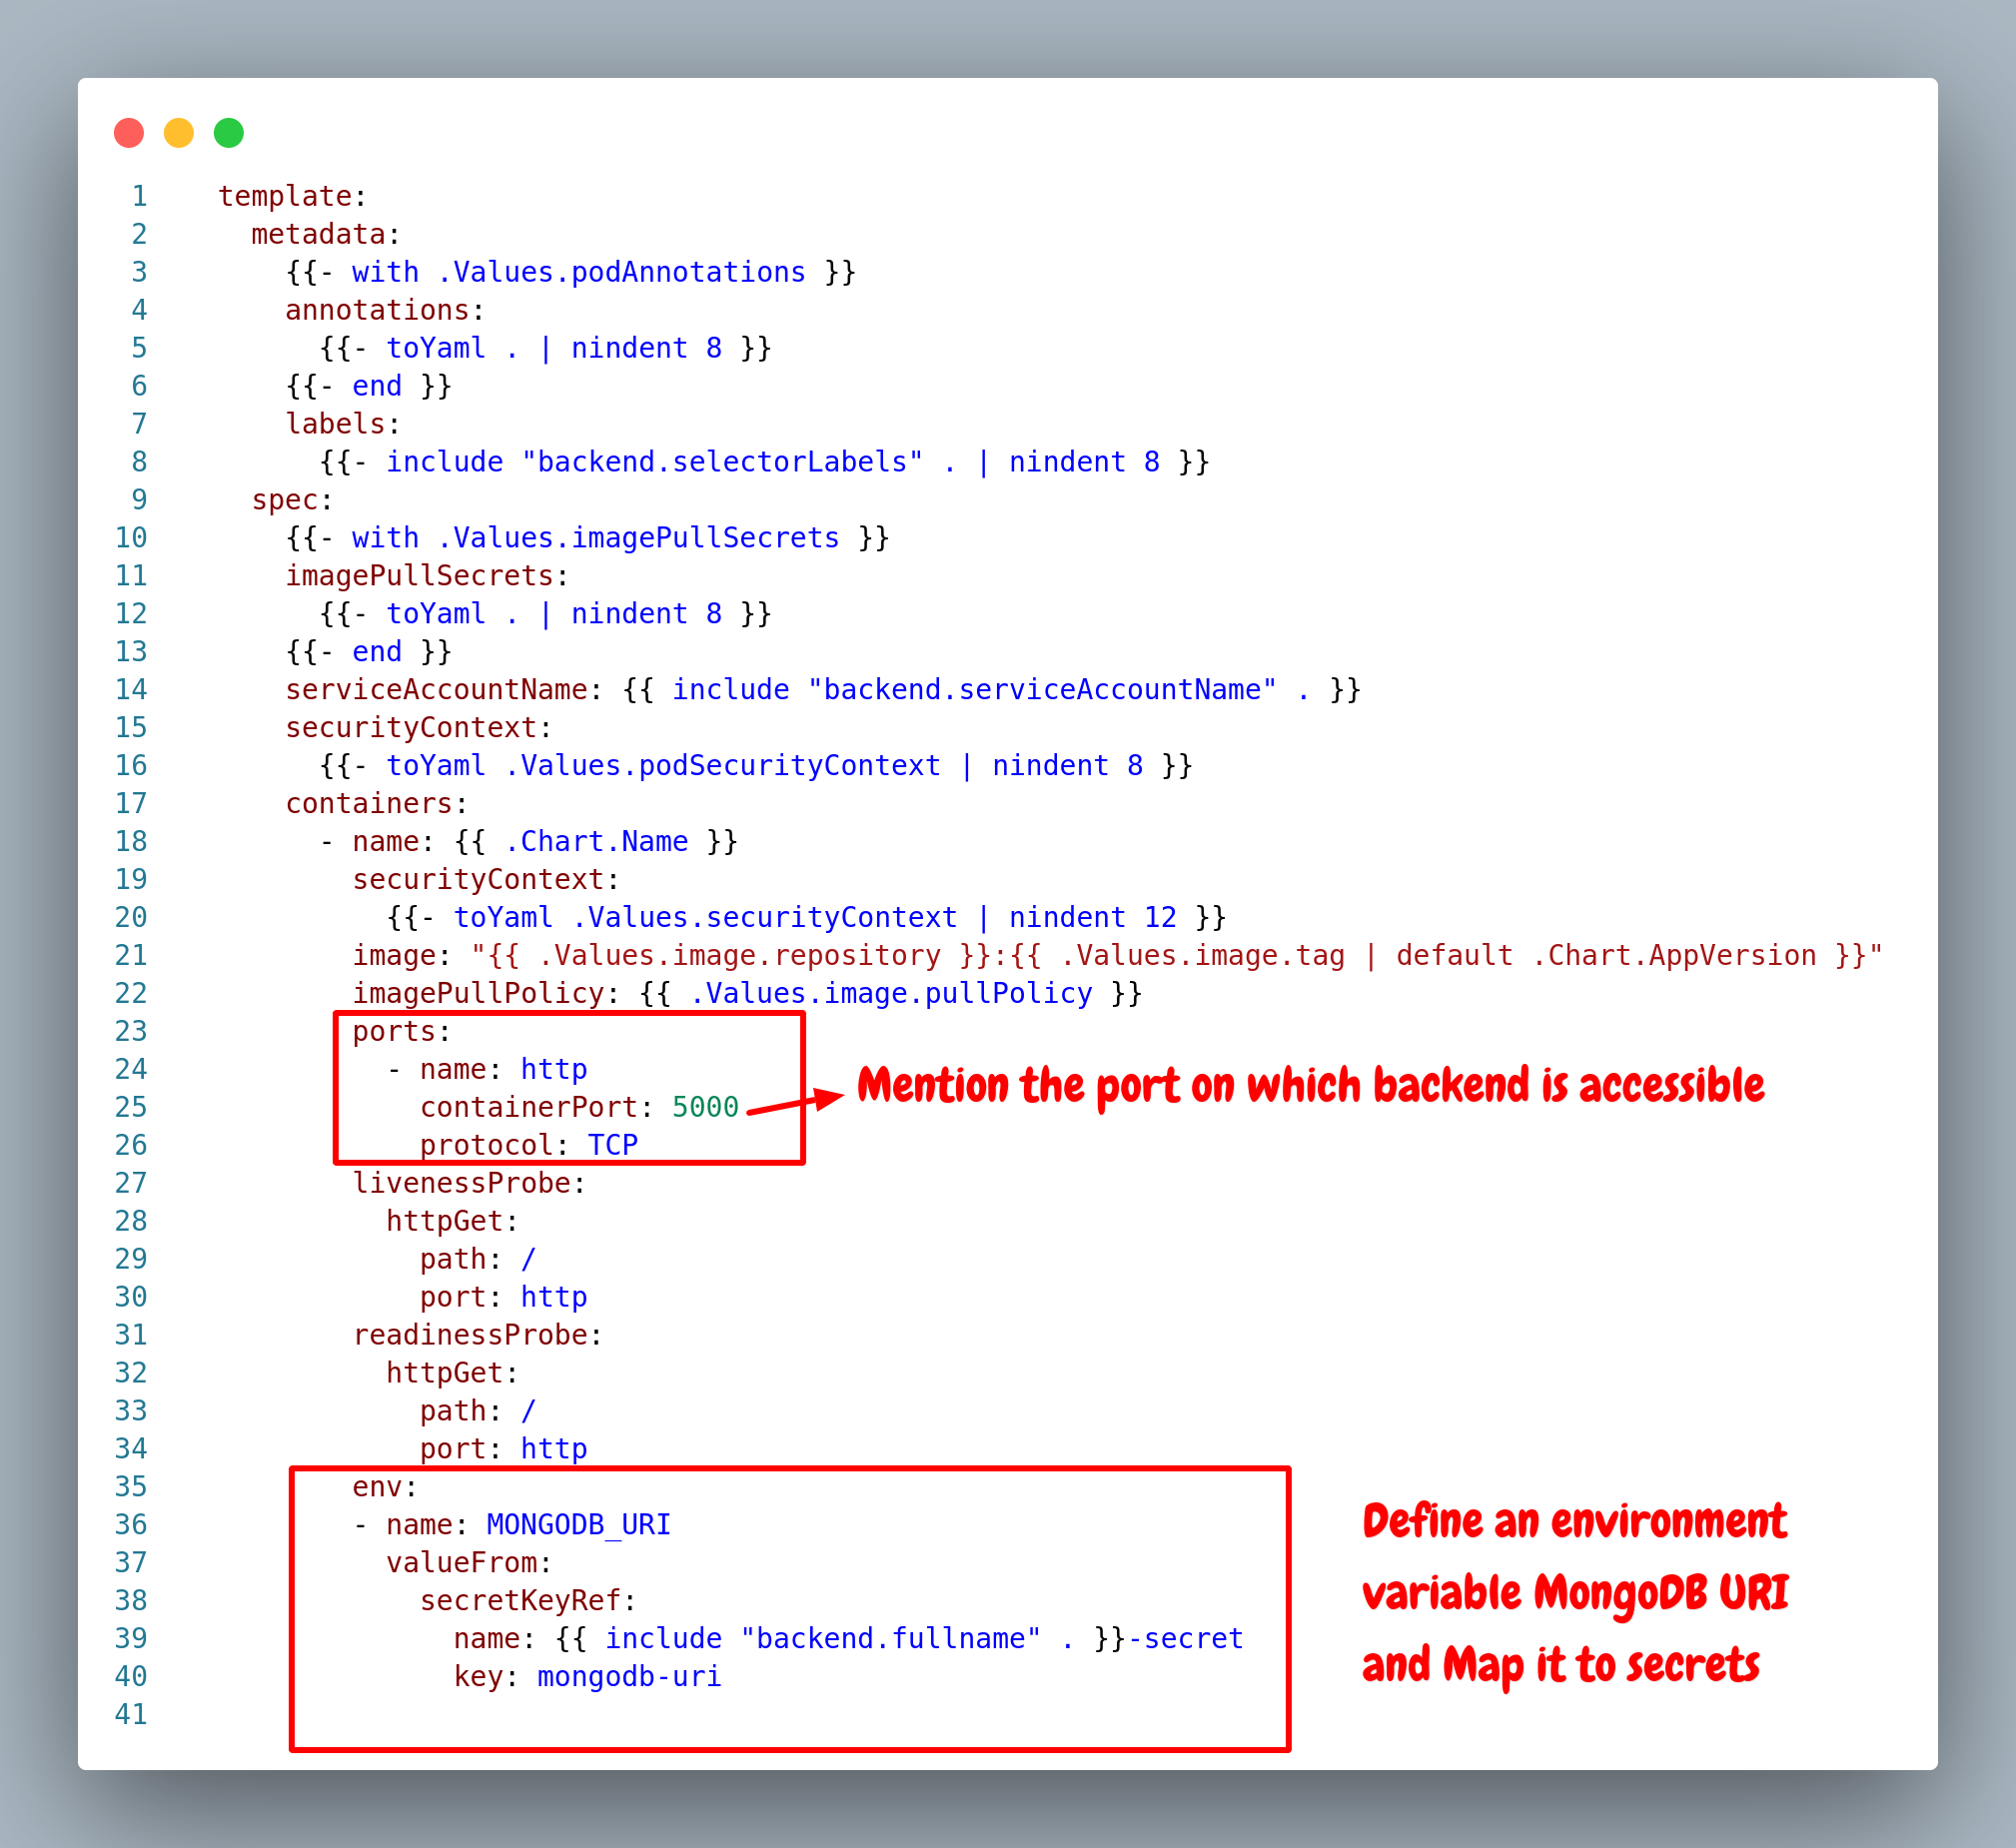 1 template:
2   metadata:
3     {{- with .Values.podAnnotations }}
4     annotations:
5       {{- toYaml . | nindent 8 }}
6     {{- end }}
7     labels:
8       {{- include "backend.selectorLabels" . | nindent 8 }}
9   spec:
10     {{- with .Values.imagePullSecrets }}
11     imagePullSecrets:
12       {{- toYaml . | nindent 8 }}
13     {{- end }}
14     serviceAccountName: {{ include "backend.serviceAccountName" . }}
15     securityContext:
16       {{- toYaml .Values.podSecurityContext | nindent 8 }}
17     containers:
18       - name: {{ .Chart.Name }}
19         securityContext:
20           {{- toYaml .Values.securityContext | nindent 12 }}
21         image: "{{ .Values.image.repository }}:{{ .Values.image.tag | default .Chart.AppVersion }}"
22         imagePullPolicy: {{ .Values.image.pullPolicy }}
23         ports:
24           - name: http
25             containerPort: 5000
26             protocol: TCP
Mention the port on which backend is accessible
27         livenessProbe:
28           httpGet:
29             path: /
30             port: http
31         readinessProbe:
32           httpGet:
33             path: /
34             port: http
35         env:
36         - name: MONGODB_URI
37           valueFrom:
38             secretKeyRef:
39               name: {{ include "backend.fullname" . }}-secret
40               key: mongodb-uri
41
Define an environment
variable MongoDB URI
and Map it to secrets